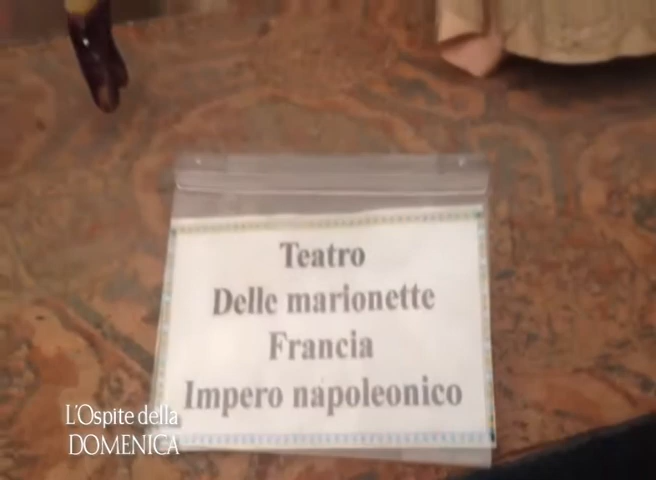 Teatro
Delle marionette
Francia
Impero napoleonico
L'Ospite della
DOMENICA